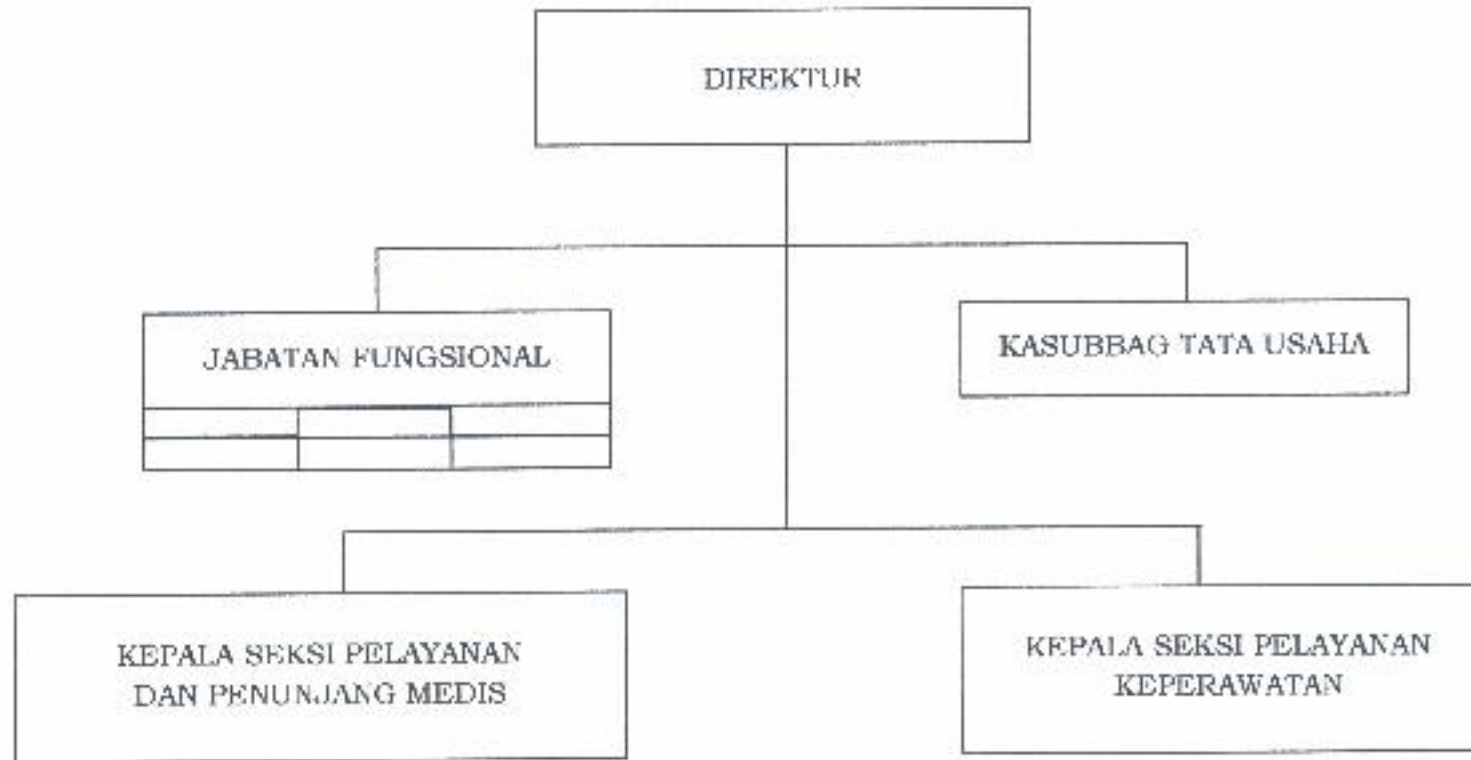 DIREKTUR
JABATAN FUNGSIONAL
KASUBBAG TATA USAHA
KEPALA SEKSI PELAYANAN
DAN PENUNJANG MEDIS
KEPALA SEKSI PELAYANAN
KEPERAWATAN